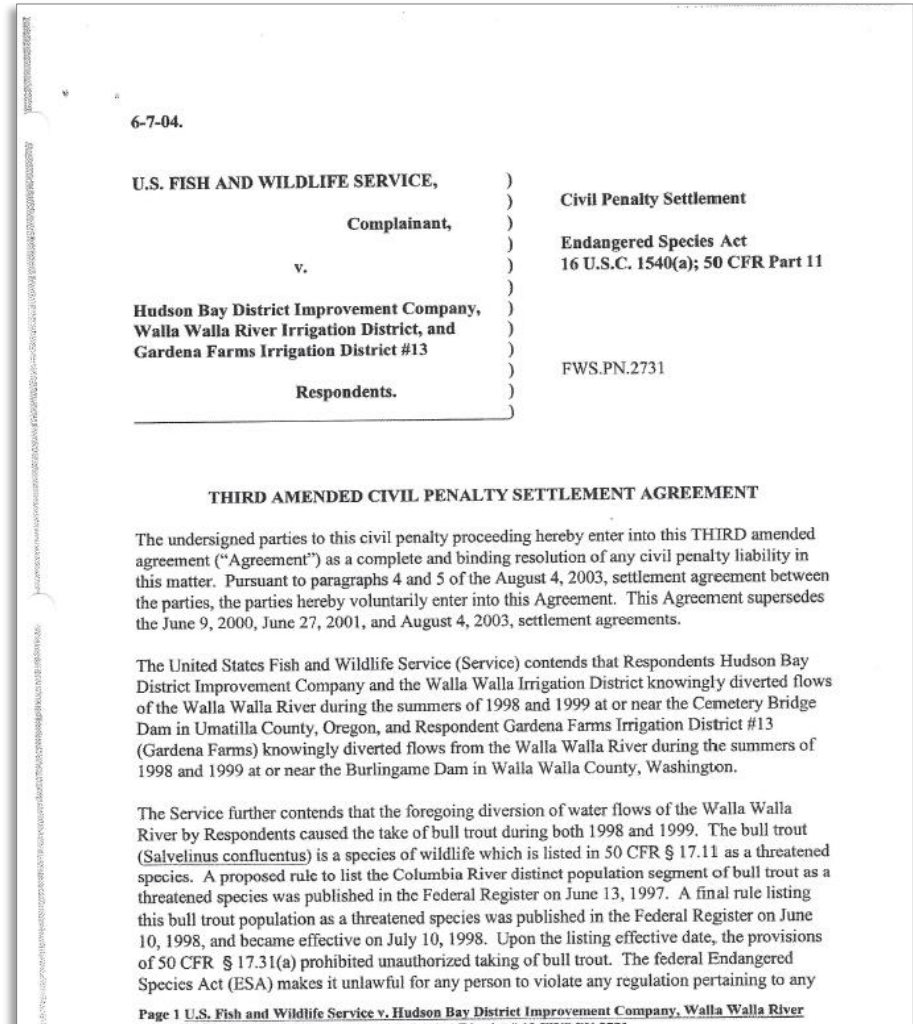 6-7-04.
U.S. FISH AND WILDLIFE SERVICE, )
) Civil Penalty Settlement
Complainant, )
) Endangered Species Act
v. ) 16 U.S.C. 1540(a); 50 CFR Part 11
)
Hudson Bay District Improvement Company, )
Walla Walla River Irrigation District, and )
Gardena Farms Irrigation District #13 )
) FWS.PN.2731
Respondents. )
)
THIRD AMENDED CIVIL PENALTY SETTLEMENT AGREEMENT
The undersigned parties to this civil penalty proceeding hereby enter into this THIRD amended
agreement (“Agreement”) as a complete and binding resolution of any civil penalty liability in
this matter. Pursuant to paragraphs 4 and 5 of the August 4, 2003, settlement agreement between
the parties, the parties hereby voluntarily enter into this Agreement. This Agreement supersedes
the June 9, 2000, June 27, 2001, and August 4, 2003, settlement agreements.
The United States Fish and Wildlife Service (Service) contends that Respondents Hudson Bay
District Improvement Company and the Walla Walla Irrigation District knowingly diverted flows
of the Walla Walla River during the summers of 1998 and 1999 at or near the Cemetery Bridge
Dam in Umatilla County, Oregon, and Respondent Gardena Farms Irrigation District #13
(Gardena Farms) knowingly diverted flows from the Walla Walla River during the summers of
1998 and 1999 at or near the Burlingame Dam in Walla Walla County, Washington.
The Service further contends that the foregoing diversion of water flows of the Walla Walla
River by Respondents caused the take of bull trout during both 1998 and 1999. The bull trout
(Salvelinus confluentus) is a species of wildlife which is listed in 50 CFR § 17.11 as a threatened
species. A proposed rule to list the Columbia River distinct population segment of bull trout as a
threatened species was published in the Federal Register on June 13, 1997. A final rule listing
this bull trout population as a threatened species was published in the Federal Register on June
10, 1998, and became effective on July 10, 1998. Upon the listing effective date, the provisions
of 50 CFR § 17.31(a) prohibited unauthorized taking of bull trout. The federal Endangered
Species Act (ESA) makes it unlawful for any person to violate any regulation pertaining to any
Page 1 U.S. Fish and Wildlife Service v. Hudson Bay District Improvement Company, Walla Walla River